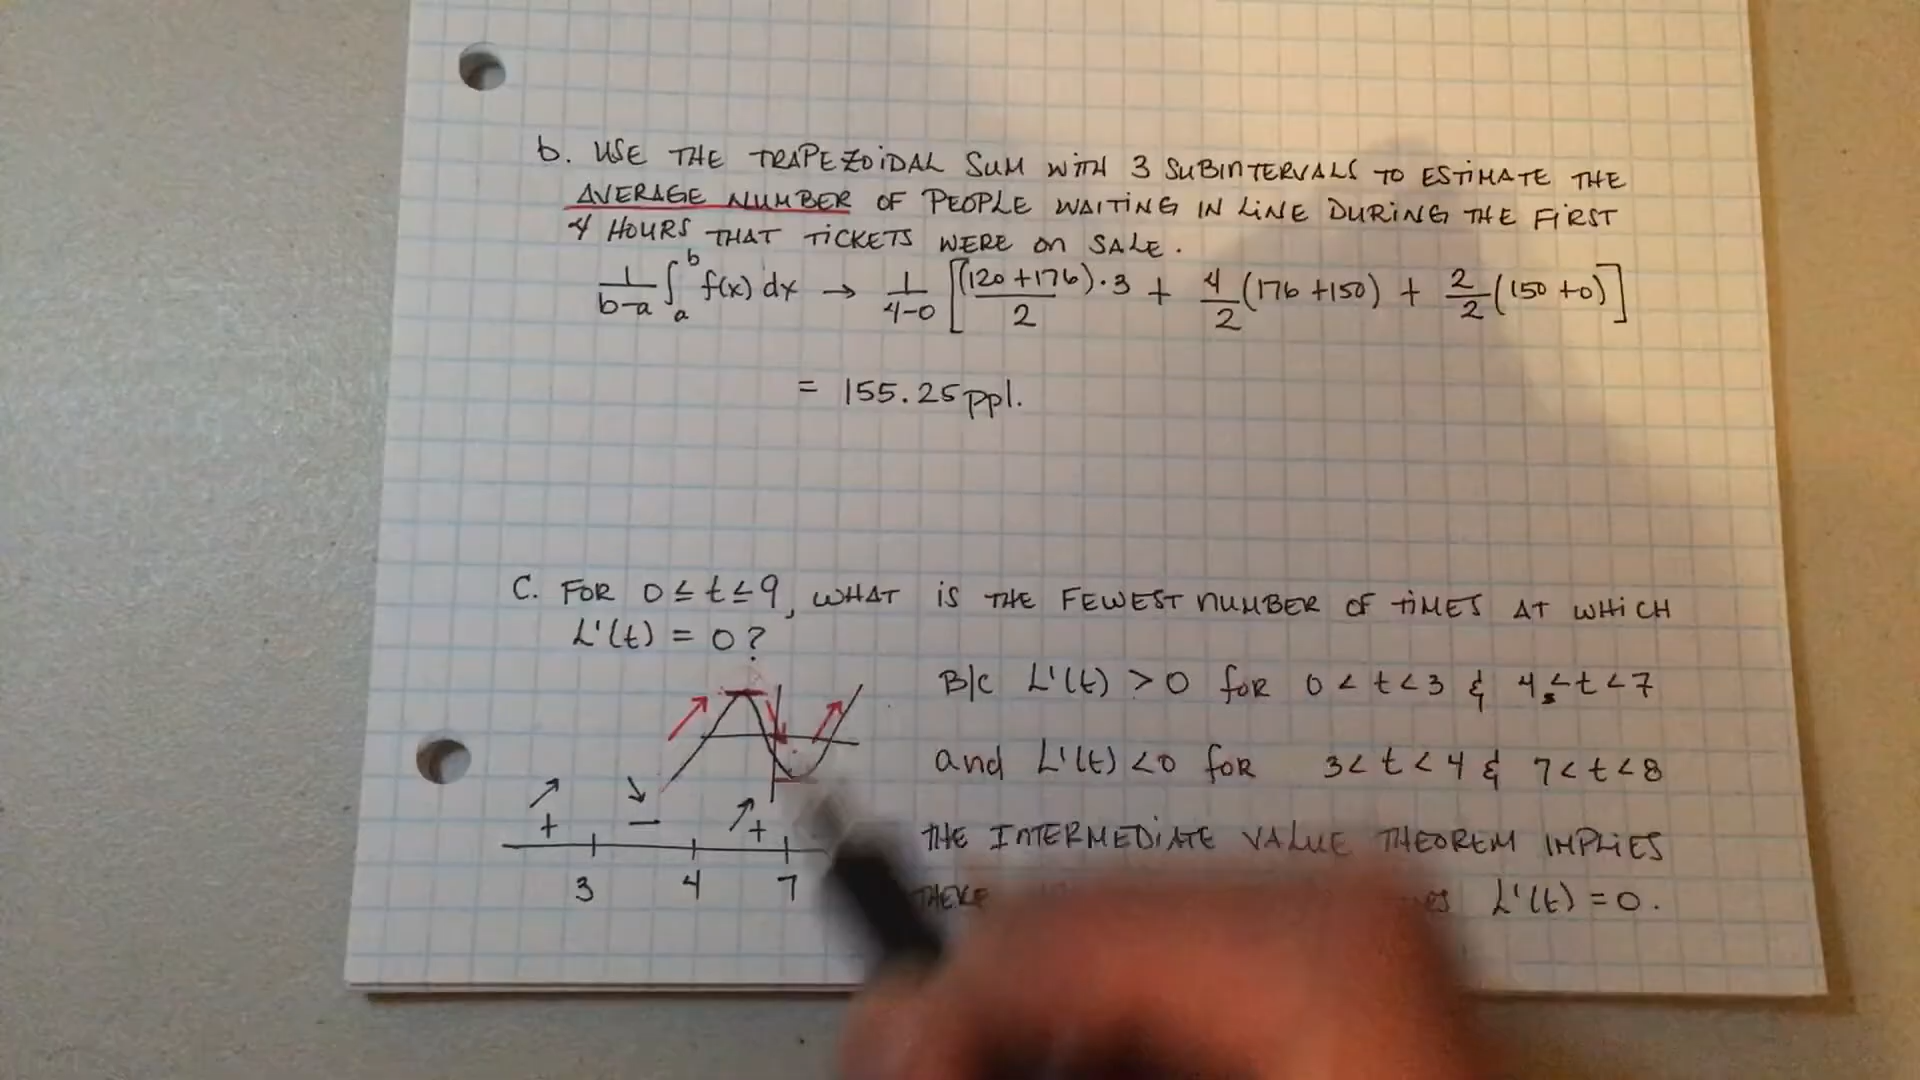 b. USE THE TRAPEZOIDAL SUM WITH 3 SUBINTERVALS TO ESTIMATE THE
AVERAGE NUMBER OF PEOPLE WAITING IN LINE DURING THE FIRST
4 HOURS THAT TICKETS WERE ON SALE.
1/(b-a) ∫_a^b f(x) dx → 1/(4-0) [(120+176)·3/2 + 4/2 (176+150) + 2/2 (150+0)]
= 155.25 ppl.
C. FOR 0 ≤ t ≤ 9, WHAT IS THE FEWEST NUMBER OF TIMES AT WHICH
L'(t) = 0?
B/C L'(t) > 0 for 0 < t < 3 & 4 < t < 7
and L'(t) < 0 for 3 < t < 4 & 7 < t < 8
THE INTERMEDIATE VALUE THEOREM IMPLIES
THERE L'(t) = 0.
+ − +
3 4 7